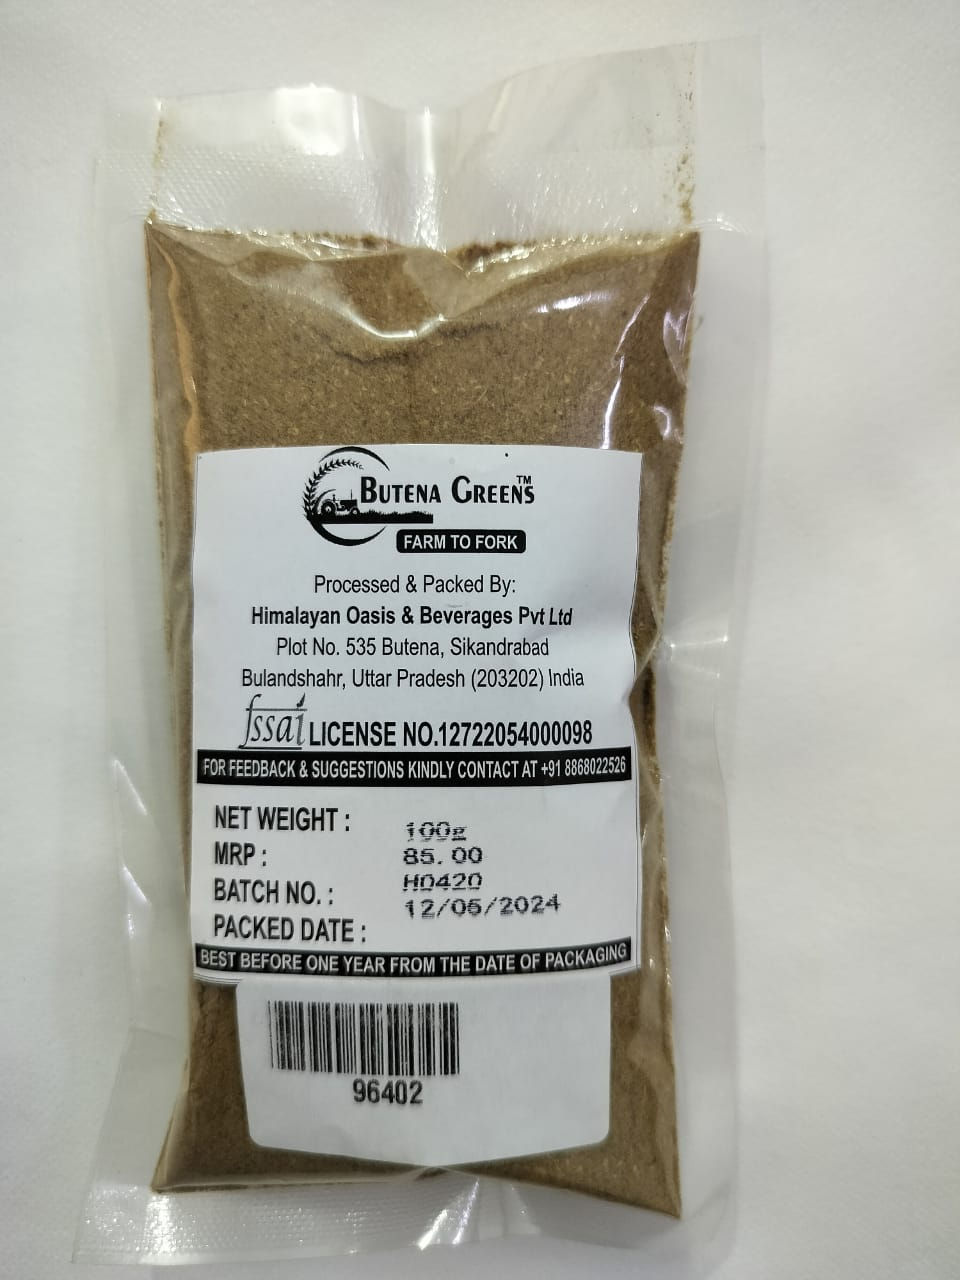 BUTENA GREENS™
FARM TO FORK
Processed & Packed By:
Himalayan Oasis & Beverages Pvt Ltd
Plot No. 535 Butena, Sikandrabad
Bulandshahr, Uttar Pradesh (203202) India
fssai LICENSE NO.12722054000098
FOR FEEDBACK & SUGGESTIONS KINDLY CONTACT AT +91 8868022526
NET WEIGHT : 100g
MRP : 85.00
BATCH NO. : H0420
PACKED DATE : 12/06/2024
BEST BEFORE ONE YEAR FROM THE DATE OF PACKAGING
96402